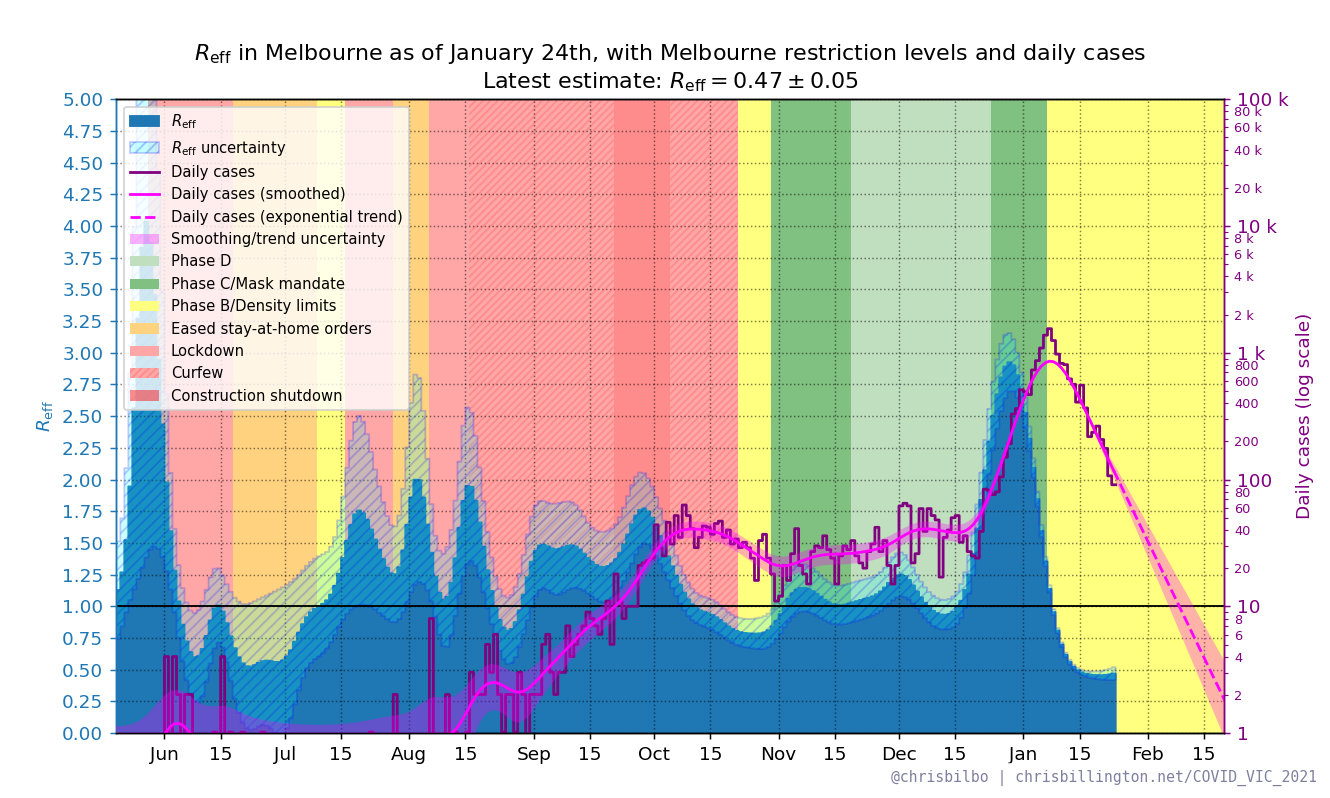 R_eff in Melbourne as of January 24th, with Melbourne restriction levels and daily cases
Latest estimate: R_eff = 0.47 ± 0.05
R_eff
5.00
4.75
4.50
4.25
4.00
3.75
3.50
3.25
3.00
2.75
2.50
2.25
2.00
1.75
1.50
1.25
1.00
0.75
0.50
0.25
0.00
R_eff
R_eff uncertainty
Daily cases
Daily cases (smoothed)
Daily cases (exponential trend)
Smoothing/trend uncertainty
Phase D
Phase C/Mask mandate
Phase B/Density limits
Eased stay-at-home orders
Lockdown
Curfew
Construction shutdown
100 k
80 k
60 k
40 k
20 k
10 k
8 k
6 k
4 k
2 k
1 k
800
600
400
200
100
80
60
40
20
10
8
6
4
2
1
Daily cases (log scale)
Jun 15 Jul 15 Aug 15 Sep 15 Oct 15 Nov 15 Dec 15 Jan 15 Feb 15
@chrisbilbo | chrisbillington.net/COVID_VIC_2021